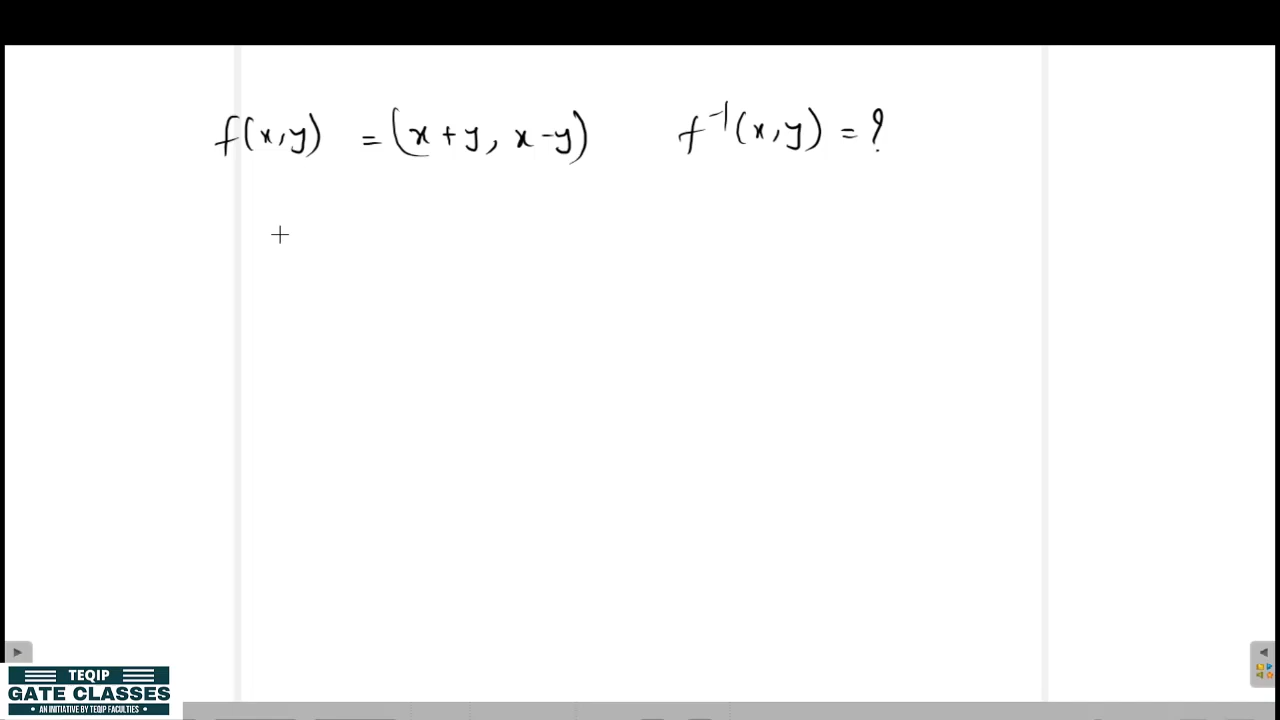 f(x,y) = (x+y, x-y) f⁻¹(x,y) = ?
TEQIP
GATE CLASSES
• AN INITIATIVE BY TEQIP FACULTIES •